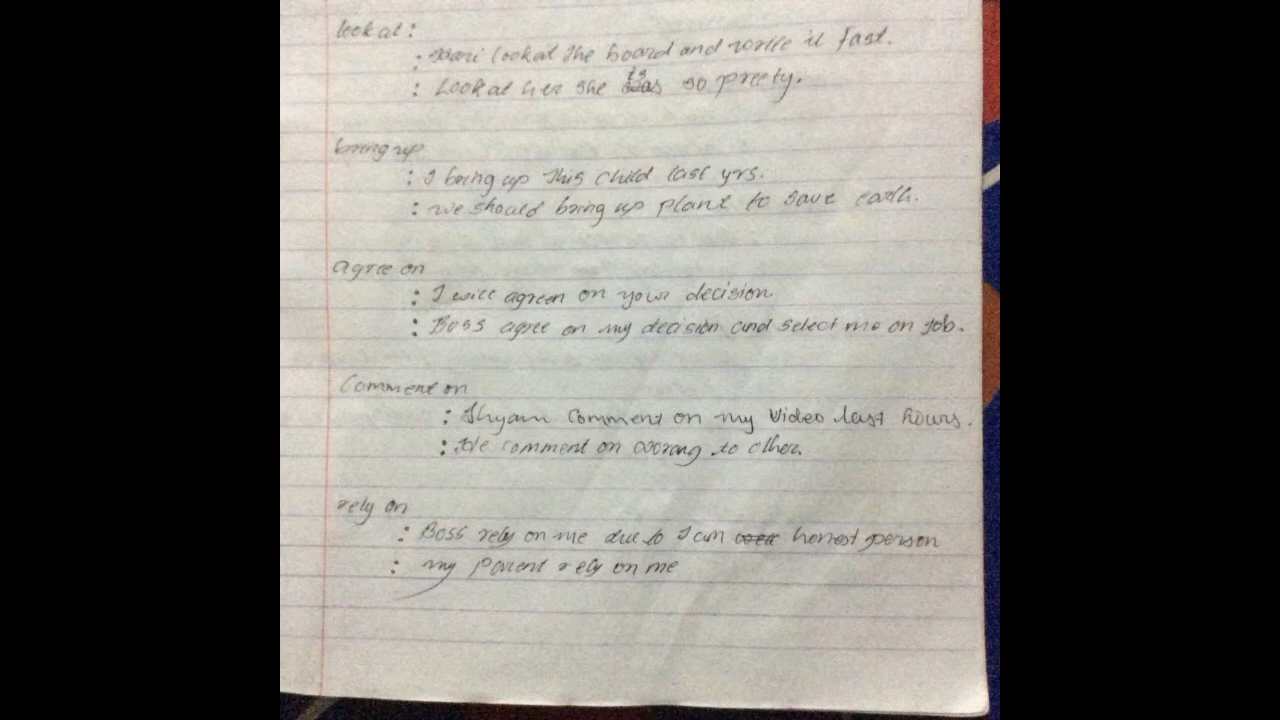 look at :
: look at the board and write it fast.
: Look at her she is so preety.
bring up
: I bring up this child last yrs.
: we should bring up plant to save earth.
agree on
: I will agree on your decision.
: Boss agree on my decision and select me on job.
Comment on
: Shyam comment on my video last hours.
: He comment on woorang to other.
rely on
: Boss rely on me due to I am honest person
: my parent rely on me